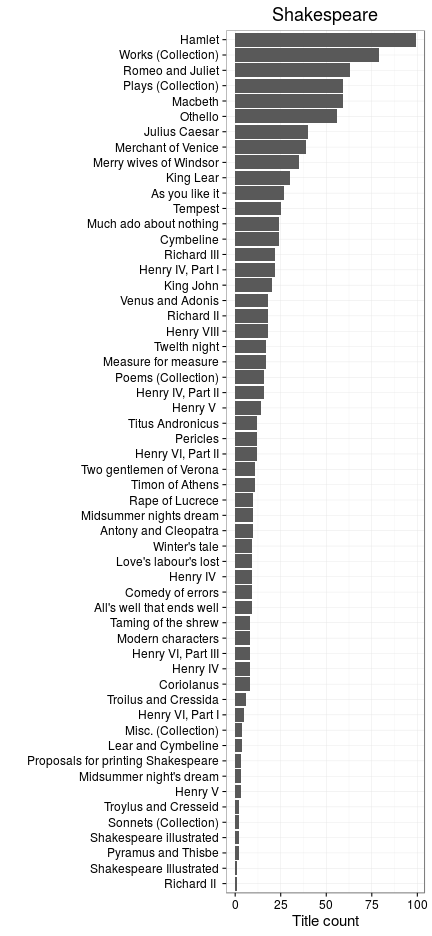 Shakespeare
Hamlet
Works (Collection)
Romeo and Juliet
Plays (Collection)
Macbeth
Othello
Julius Caesar
Merchant of Venice
Merry wives of Windsor
King Lear
As you like it
Tempest
Much ado about nothing
Cymbeline
Richard III
Henry IV, Part I
King John
Venus and Adonis
Richard II
Henry VIII
Twelth night
Measure for measure
Poems (Collection)
Henry IV, Part II
Henry V
Titus Andronicus
Pericles
Henry VI, Part II
Two gentlemen of Verona
Timon of Athens
Rape of Lucrece
Midsummer nights dream
Antony and Cleopatra
Winter's tale
Love's labour's lost
Henry IV
Comedy of errors
All's well that ends well
Taming of the shrew
Modern characters
Henry VI, Part III
Henry IV
Coriolanus
Troilus and Cressida
Henry VI, Part I
Misc. (Collection)
Lear and Cymbeline
Proposals for printing Shakespeare
Midsummer night's dream
Henry V
Troylus and Cresseid
Sonnets (Collection)
Shakespeare illustrated
Pyramus and Thisbe
Shakespeare Illustrated
Richard II
0 25 50 75 100
Title count